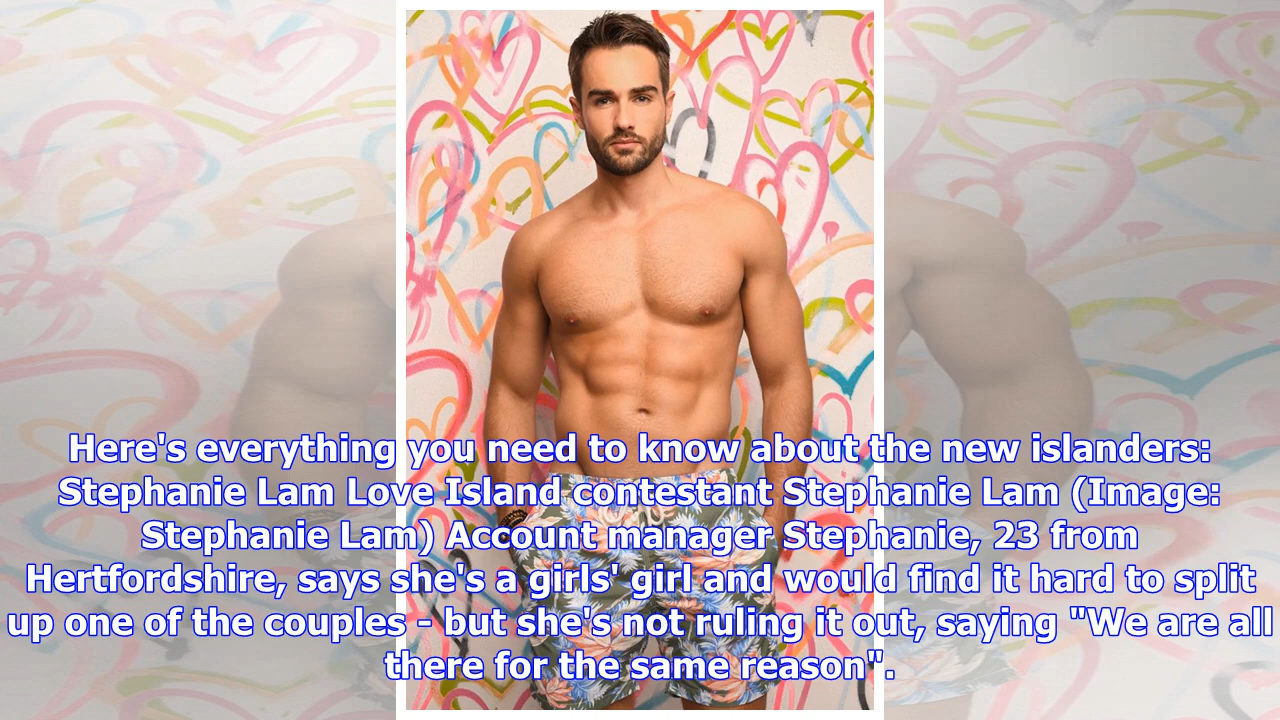 Here's everything you need to know about the new islanders:
Stephanie Lam Love Island contestant Stephanie Lam (Image:
Stephanie Lam) Account manager Stephanie, 23 from
Hertfordshire, says she's a girls' girl and would find it hard to split
up one of the couples - but she's not ruling it out, saying "We are all
there for the same reason".